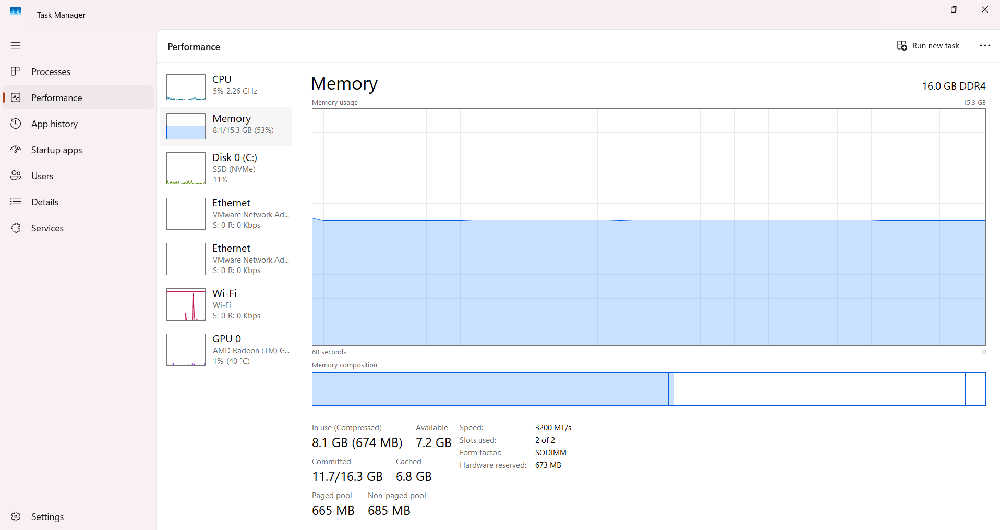 Task Manager
Performance
Run new task
Processes
Performance
App history
Startup apps
Users
Details
Services
Settings
CPU
5% 2.26 GHz
Memory
8.1/15.3 GB (53%)
Disk 0 (C:)
SSD (NVMe)
11%
Ethernet
VMware Network Ad...
S: 0 R: 0 Kbps
Ethernet
VMware Network Ad...
S: 0 R: 0 Kbps
Wi-Fi
Wi-Fi
S: 0 R: 0 Kbps
GPU 0
AMD Radeon (TM) G...
1% (40 °C)
Memory
16.0 GB DDR4
Memory usage
15.3 GB
60 seconds
0
Memory composition
In use (Compressed)
8.1 GB (674 MB)
Available
7.2 GB
Committed
11.7/16.3 GB
Cached
6.8 GB
Paged pool
665 MB
Non-paged pool
685 MB
Speed: 3200 MT/s
Slots used: 2 of 2
Form factor: SODIMM
Hardware reserved: 673 MB